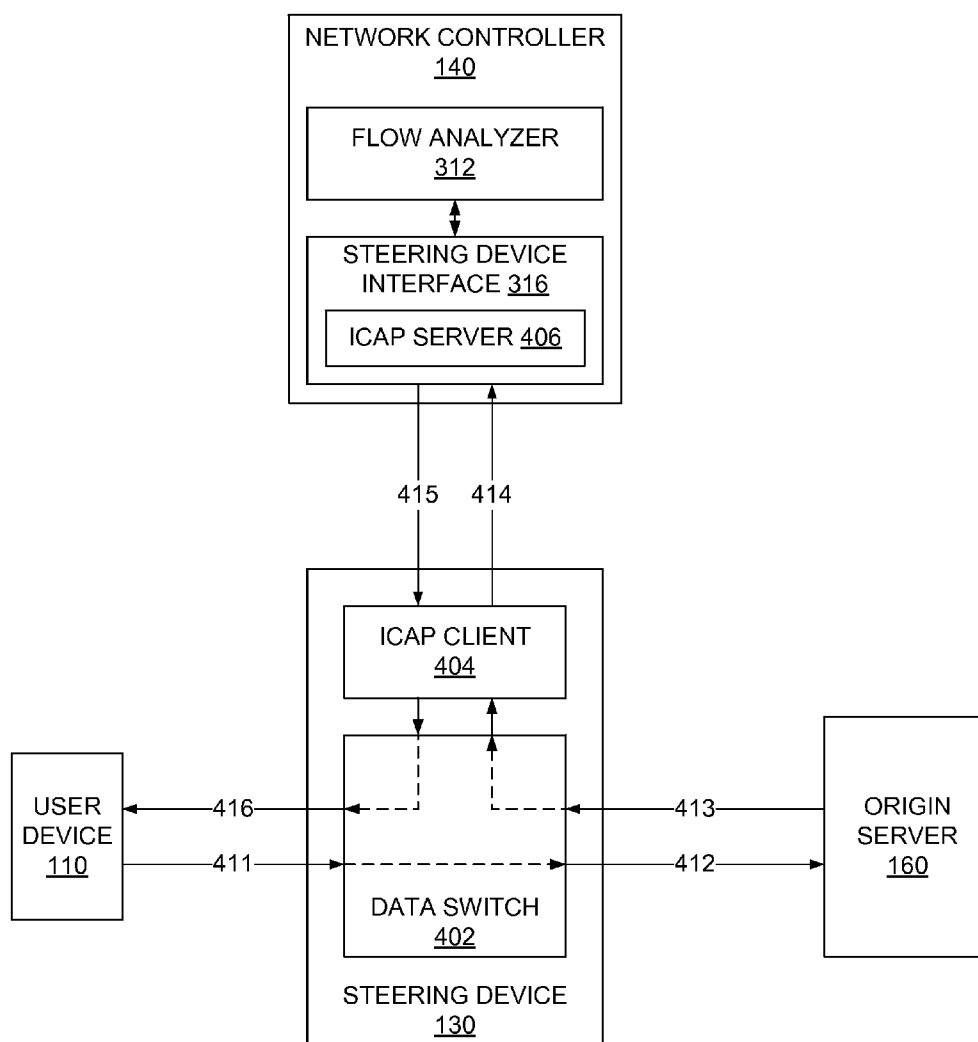 NETWORK CONTROLLER
140
FLOW ANALYZER
312
STEERING DEVICE
INTERFACE 316
ICAP SERVER 406
415
414
ICAP CLIENT
404
USER
DEVICE
110
416
411
DATA SWITCH
402
413
412
ORIGIN
SERVER
160
STEERING DEVICE
130